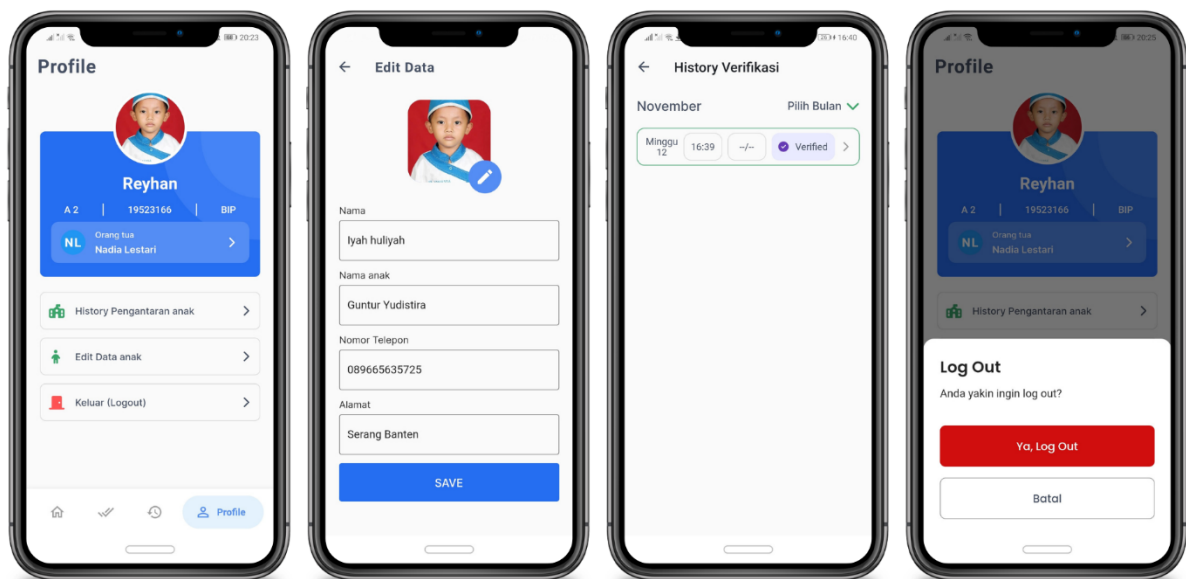 20:23
Profile
Reyhan
A 2 | 19523166 | BIP
NL
Orang tua
Nadia Lestari
History Pengantaran anak
Edit Data anak
Keluar (Logout)
Profile
Edit Data
Nama
Iyah huliyah
Nama anak
Guntur Yudistira
Nomor Telepon
089665635725
Alamat
Serang Banten
SAVE
16:40
History Verifikasi
November
Pilih Bulan
Minggu
12
16:39
--/--
Verified
20:25
Profile
Reyhan
A 2 | 19523166 | BIP
NL
Orang tua
Nadia Lestari
History Pengantaran anak
Log Out
Anda yakin ingin log out?
Ya, Log Out
Batal